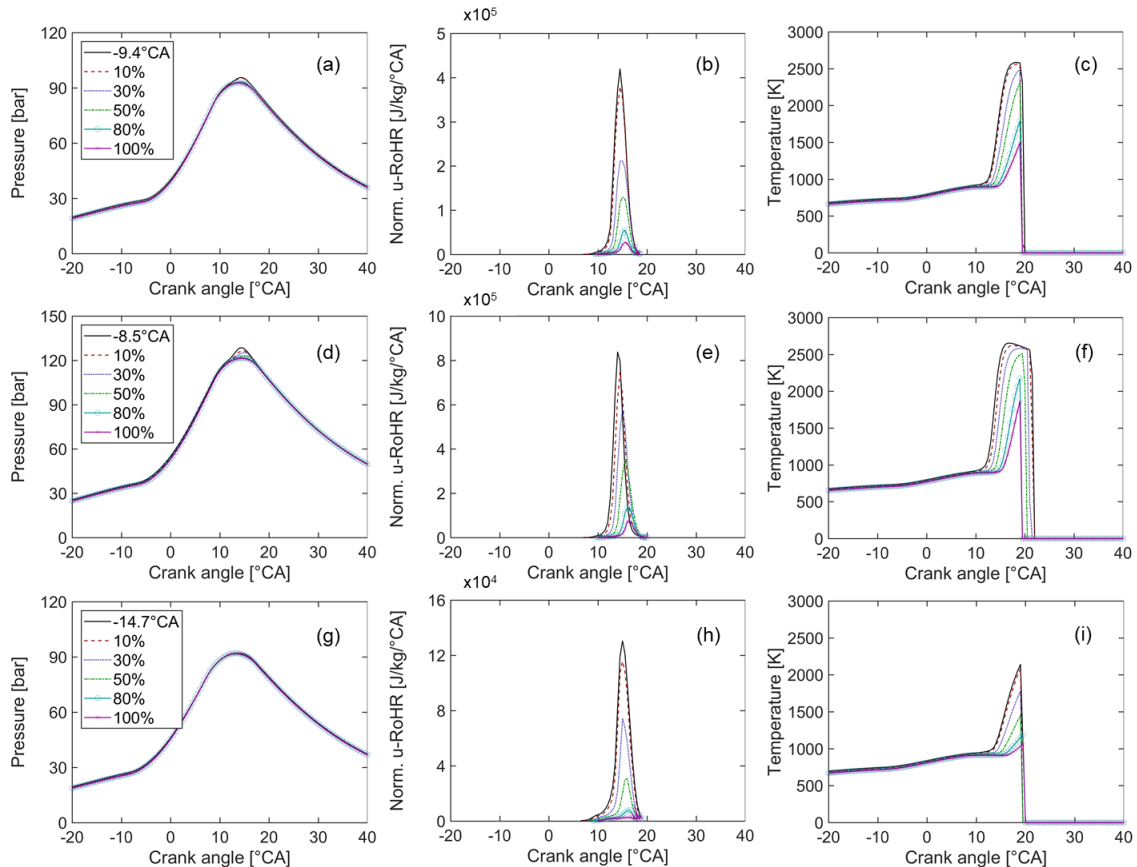 120
90
60
30
0
Pressure [bar]
-9.4°CA
10%
30%
50%
80%
100%
(a)
-20 -10 0 10 20 30 40
Crank angle [°CA]
x10⁵
5
4
3
2
1
0
Norm. u-RoHR [J/kg/°CA]
(b)
-20 -10 0 10 20 30 40
Crank angle [°CA]
3000
2500
2000
1500
1000
500
0
Temperature [K]
(c)
-20 -10 0 10 20 30 40
Crank angle [°CA]
150
120
90
60
30
0
Pressure [bar]
-8.5°CA
10%
30%
50%
80%
100%
(d)
-20 -10 0 10 20 30 40
Crank angle [°CA]
x10⁵
10
8
6
4
2
0
Norm. u-RoHR [J/kg/°CA]
(e)
-20 -10 0 10 20 30 40
Crank angle [°CA]
3000
2500
2000
1500
1000
500
0
Temperature [K]
(f)
-20 -10 0 10 20 30 40
Crank angle [°CA]
120
90
60
30
0
Pressure [bar]
-14.7°CA
10%
30%
50%
80%
100%
(g)
-20 -10 0 10 20 30 40
Crank angle [°CA]
x10⁴
16
12
8
4
0
Norm. u-RoHR [J/kg/°CA]
(h)
-20 -10 0 10 20 30 40
Crank angle [°CA]
3000
2500
2000
1500
1000
500
0
Temperature [K]
(i)
-20 -10 0 10 20 30 40
Crank angle [°CA]